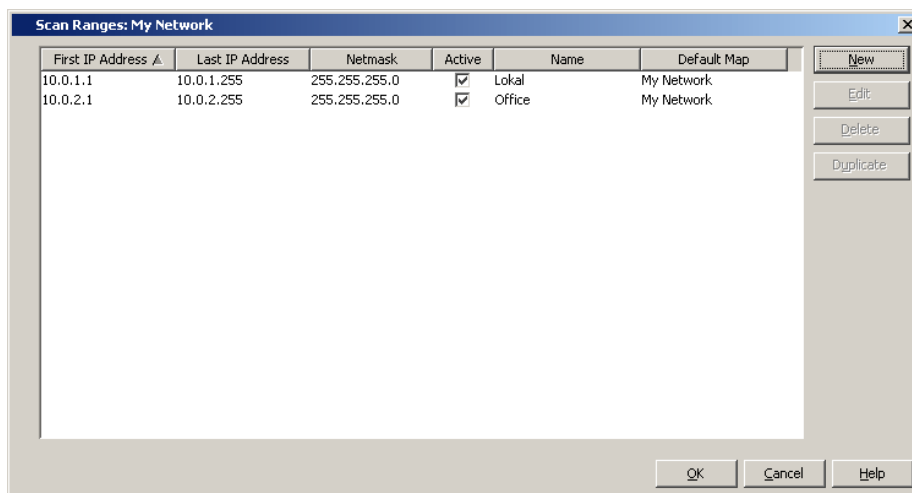 Scan Ranges: My Network
First IP Address Last IP Address Netmask Active Name Default Map
10.0.1.1 10.0.1.255 255.255.255.0 Lokal My Network
10.0.2.1 10.0.2.255 255.255.255.0 Office My Network
New
Edit
Delete
Duplicate
OK Cancel Help